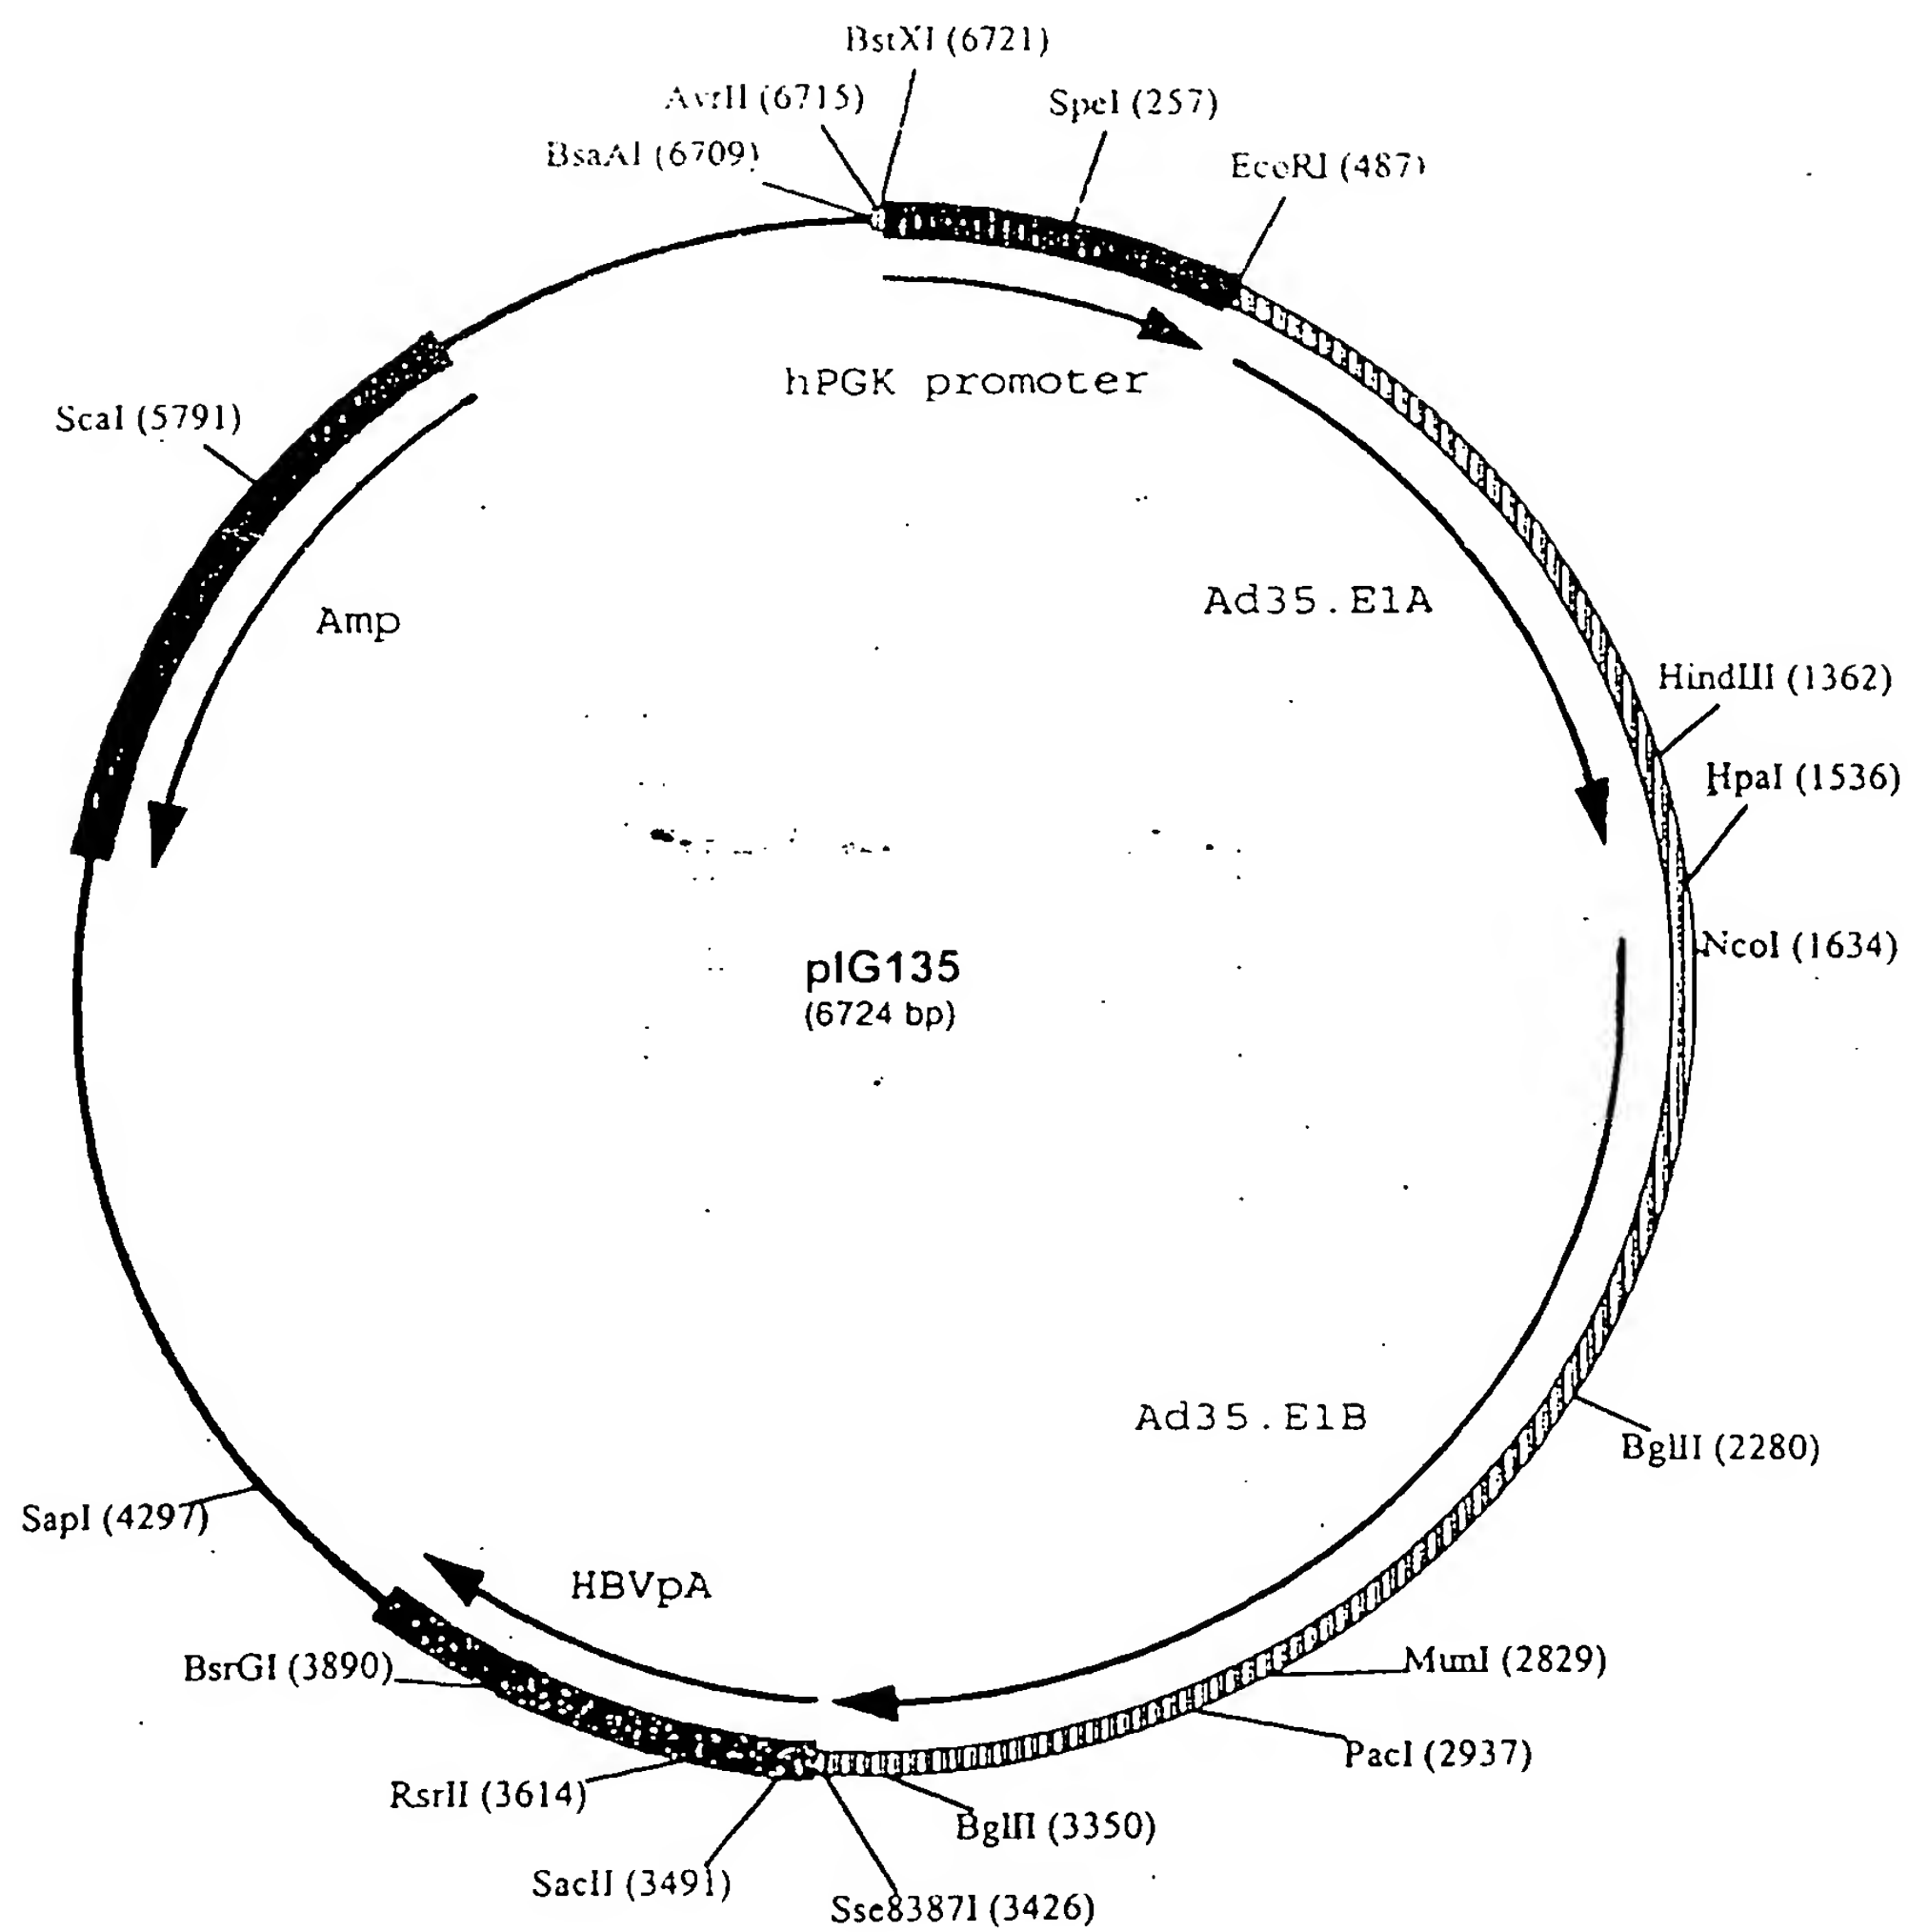 BstXI (6721)
AvrII (6715)
SpeI (257)
BsaAI (6709)
EcoRI (487)
hPGK promoter
ScaI (5791)
Ad35.E1A
Amp
HindIII (1362)
HpaI (1536)
NcoI (1634)
pIG135
(6724 bp)
Ad35.E1B
BglII (2280)
SapI (4297)
HBVpA
MunI (2829)
BsrGI (3890)
PacI (2937)
RsrII (3614)
BglII (3350)
SacII (3491)
Sse8387I (3426)